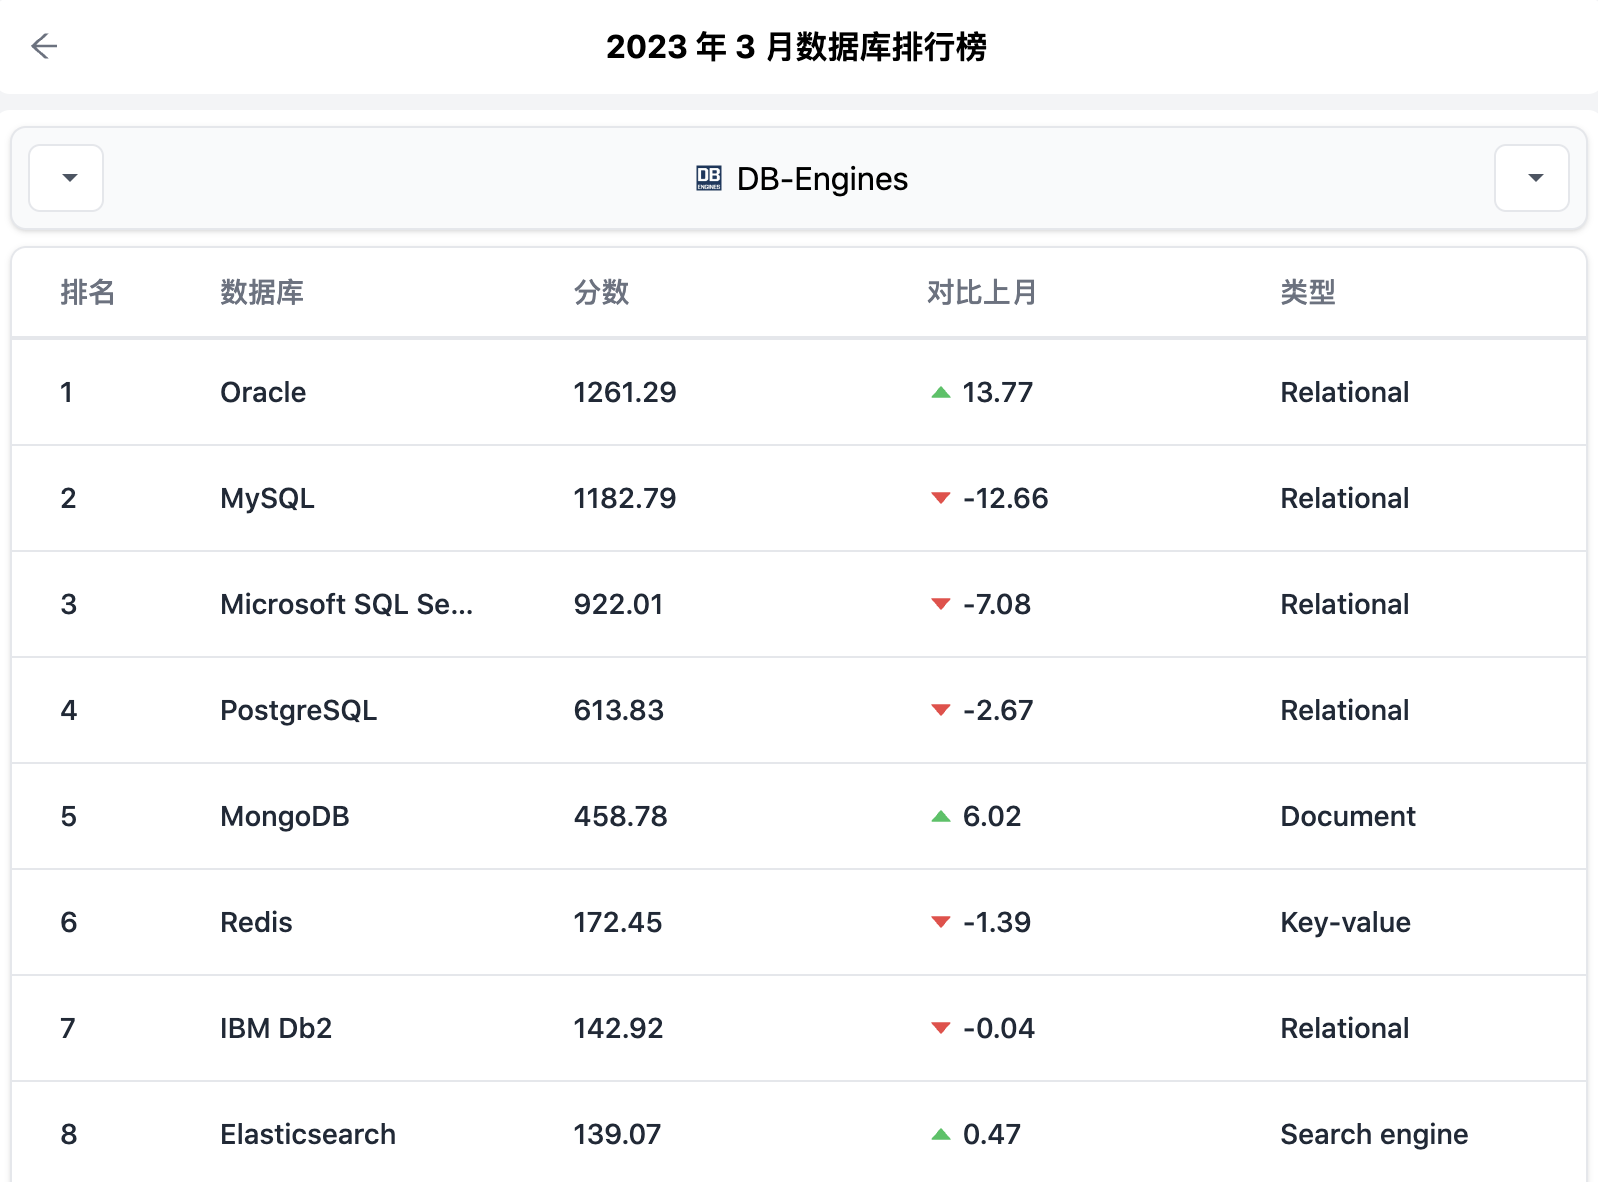 2023 年 3 月数据库排行榜
DB ENGINES DB-Engines
排名 数据库 分数 对比上月 类型
1 Oracle 1261.29 13.77 Relational
2 MySQL 1182.79 -12.66 Relational
3 Microsoft SQL Se... 922.01 -7.08 Relational
4 PostgreSQL 613.83 -2.67 Relational
5 MongoDB 458.78 6.02 Document
6 Redis 172.45 -1.39 Key-value
7 IBM Db2 142.92 -0.04 Relational
8 Elasticsearch 139.07 0.47 Search engine